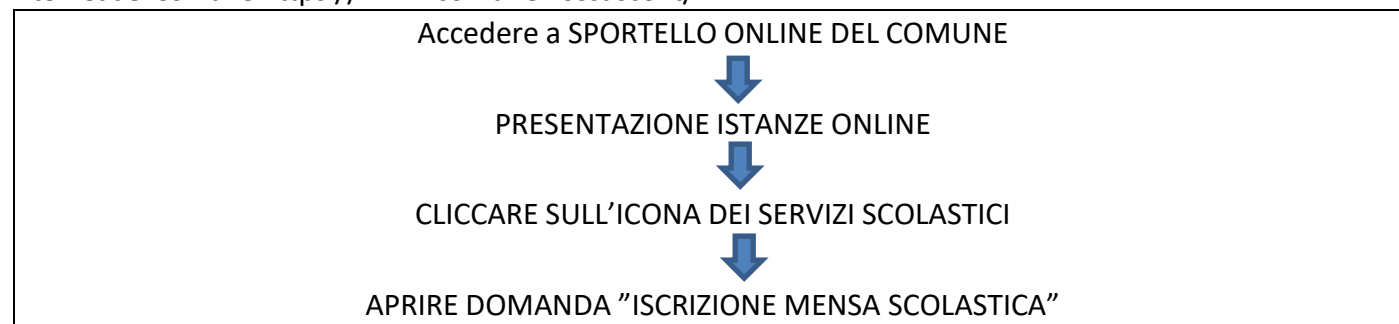 Accedere a SPORTELLO ONLINE DEL COMUNE
PRESENTAZIONE ISTANZE ONLINE
CLICCARE SULL’ICONA DEI SERVIZI SCOLASTICI
APRIRE DOMANDA ”ISCRIZIONE MENSA SCOLASTICA”